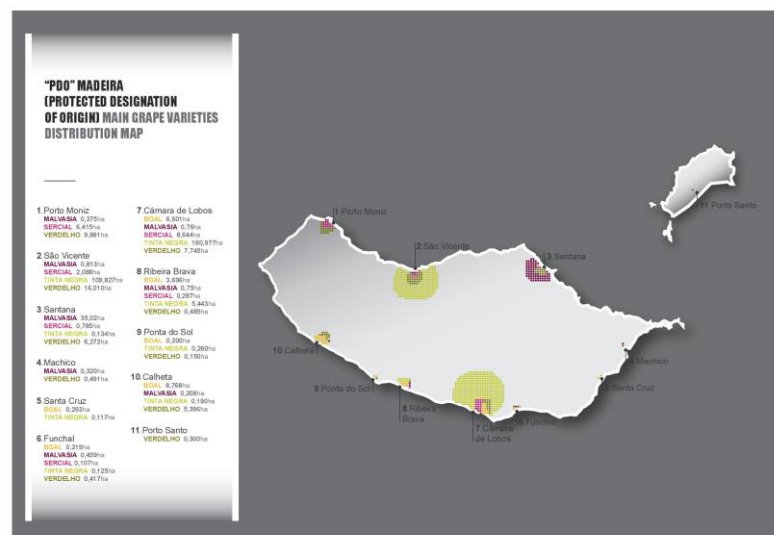 “PDO” MADEIRA
(PROTECTED DESIGNATION
OF ORIGIN) MAIN GRAPE VARIETIES
DISTRIBUTION MAP
1.Porto Moniz
MALVASIA 0,375ha
SERCIAL 6,415ha
VERDELHO 9,881ha
2.São Vicente
MALVASIA 0,813ha
SERCIAL 2,088ha
TINTA NEGRA 109,827ha
VERDELHO 16,010ha
3.Santana
MALVASIA 35,02ha
SERCIAL 0,785ha
TINTA NEGRA 0,134ha
VERDELHO 6,272ha
4.Machico
MALVASIA 0,320ha
VERDELHO 0,491ha
5.Santa Cruz
BOAL 0,293ha
TINTA NEGRA 0,117ha
6.Funchal
BOAL 0,219ha
MALVASIA 0,459ha
SERCIAL 0,107ha
TINTA NEGRA 0,125ha
VERDELHO 0,417ha
7.Câmara de Lobos
BOAL 6,601ha
MALVASIA 0,76ha
SERCIAL 8,644ha
TINTA NEGRA 160,977ha
VERDELHO 7,745ha
8.Ribeira Brava
BOAL 3,696ha
MALVASIA 0,75ha
SERCIAL 0,287ha
TINTA NEGRA 5,443ha
VERDELHO 0,485ha
9.Ponta do Sol
BOAL 0,200ha
TINTA NEGRA 0,260ha
VERDELHO 0,150ha
10.Calheta
BOAL 8,768ha
MALVASIA 0,208ha
TINTA NEGRA 0,190ha
VERDELHO 5,396ha
11.Porto Santo
VERDELHO 0,300ha
1.Porto Moniz
2.São Vicente
3.Santana
11.Porto Santo
10.Calheta
4.Machico
9.Ponta do Sol
5.Santa Cruz
8.Ribeira
Brava
6.Funchal
7.Câmara
de Lobos